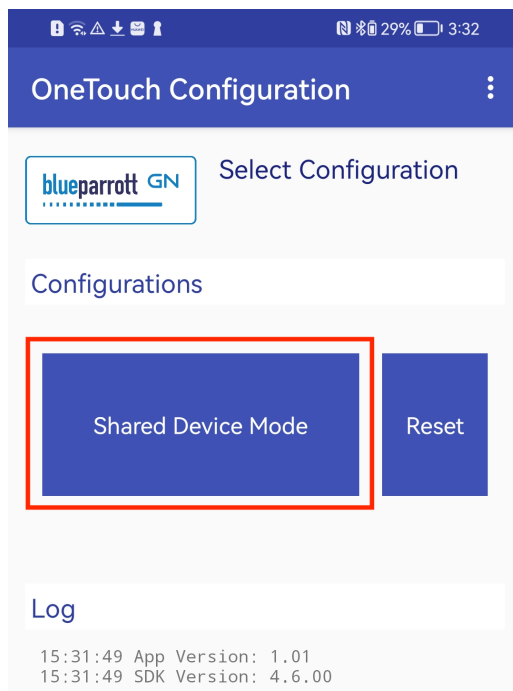 29% 3:32
OneTouch Configuration
blueparrott GN
Select Configuration
Configurations
Shared Device Mode
Reset
Log
15:31:49 App Version: 1.01
15:31:49 SDK Version: 4.6.00